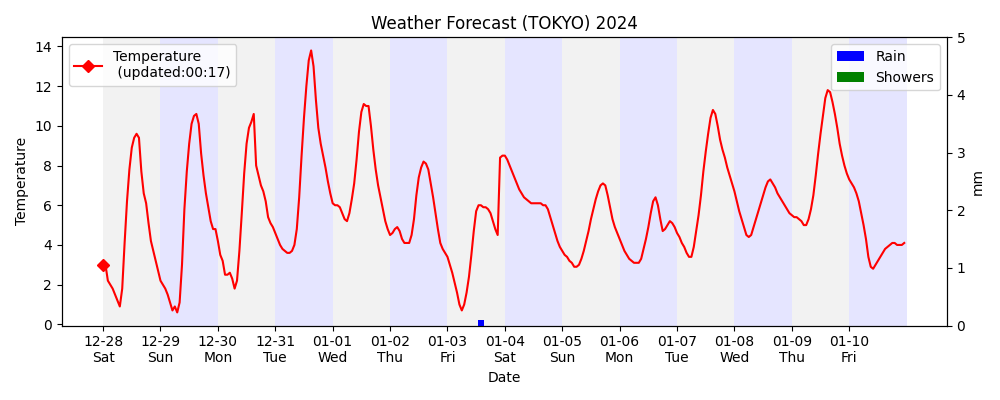 Weather Forecast (TOKYO) 2024
Temperature
(updated:00:17)
Rain
Showers
14
12
10
8
6
4
2
0
Temperature
5
4
3
2
1
0
mm
12-28 12-29 12-30 12-31 01-01 01-02 01-03 01-04 01-05 01-06 01-07 01-08 01-09 01-10
Sat Sun Mon Tue Wed Thu Fri Sat Sun Mon Tue Wed Thu Fri
Date